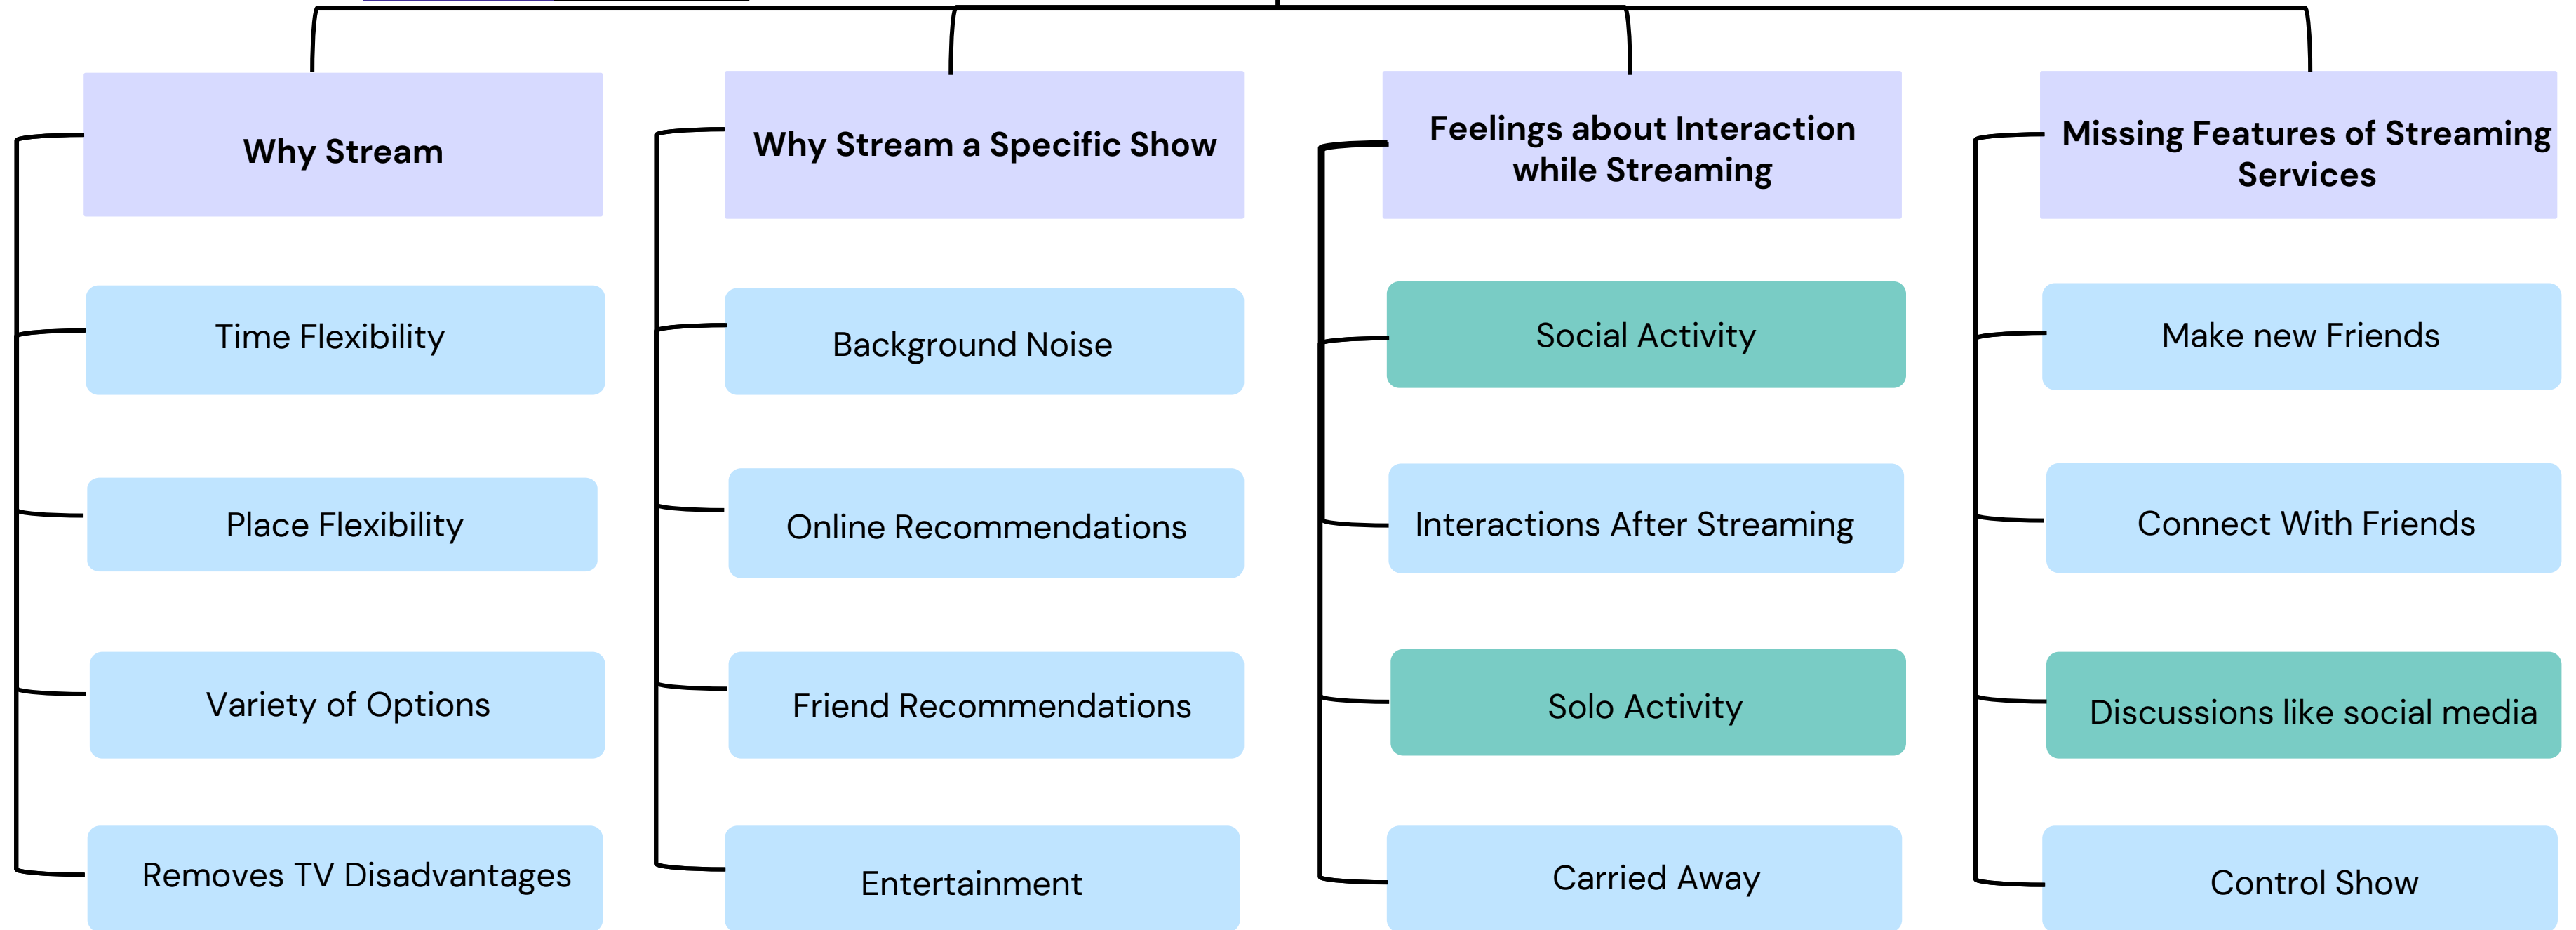 Why Stream
Time Flexibility
Place Flexibility
Variety of Options
Removes TV Disadvantages
Why Stream a Specific Show
Background Noise
Online Recommendations
Friend Recommendations
Entertainment
Feelings about Interaction
while Streaming
Social Activity
Interactions After Streaming
Solo Activity
Carried Away
Missing Features of Streaming
Services
Make new Friends
Connect With Friends
Discussions like social media
Control Show